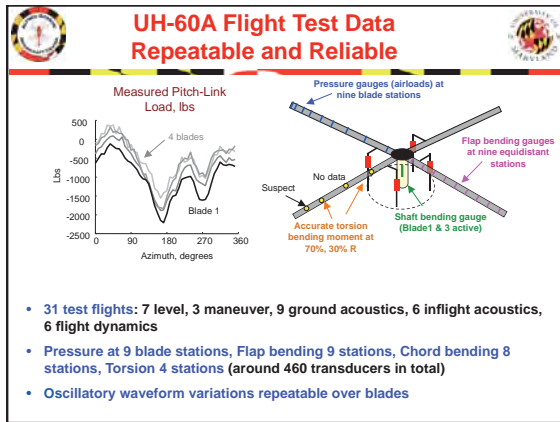 UH-60A Flight Test Data
Repeatable and Reliable
UNIVERSITY OF
MARYLAND
Measured Pitch-Link
Load, lbs
500
0
-500
-1000
-1500
-2000
-2500
Lbs
4 blades
Blade 1
0
90
180
270
360
Azimuth, degrees
Pressure gauges (airloads) at
nine blade stations
Flap bending gauges
at nine equidistant
stations
No data
Suspect
Accurate torsion
bending moment at
70%, 30% R
Shaft bending gauge
(Blade1 & 3 active)
• 31 test flights: 7 level, 3 maneuver, 9 ground acoustics, 6 inflight acoustics,
6 flight dynamics
• Pressure at 9 blade stations, Flap bending 9 stations, Chord bending 8
stations, Torsion 4 stations (around 460 transducers in total)
• Oscillatory waveform variations repeatable over blades